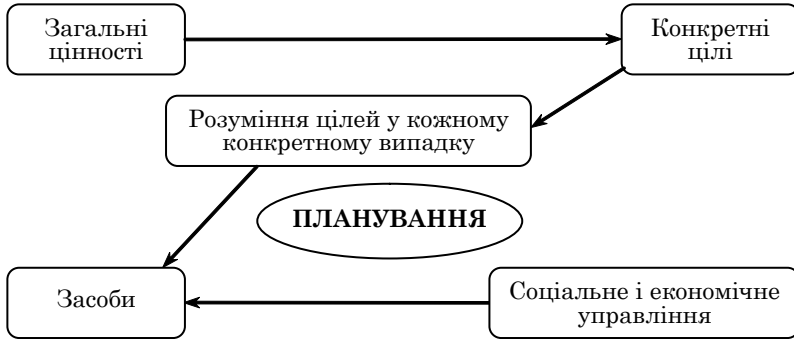 Загальні
цінності
Конкретні
цілі
Розуміння цілей у кожному
конкретному випадку
ПЛАНУВАННЯ
Засоби
Соціальне і економічне
управління